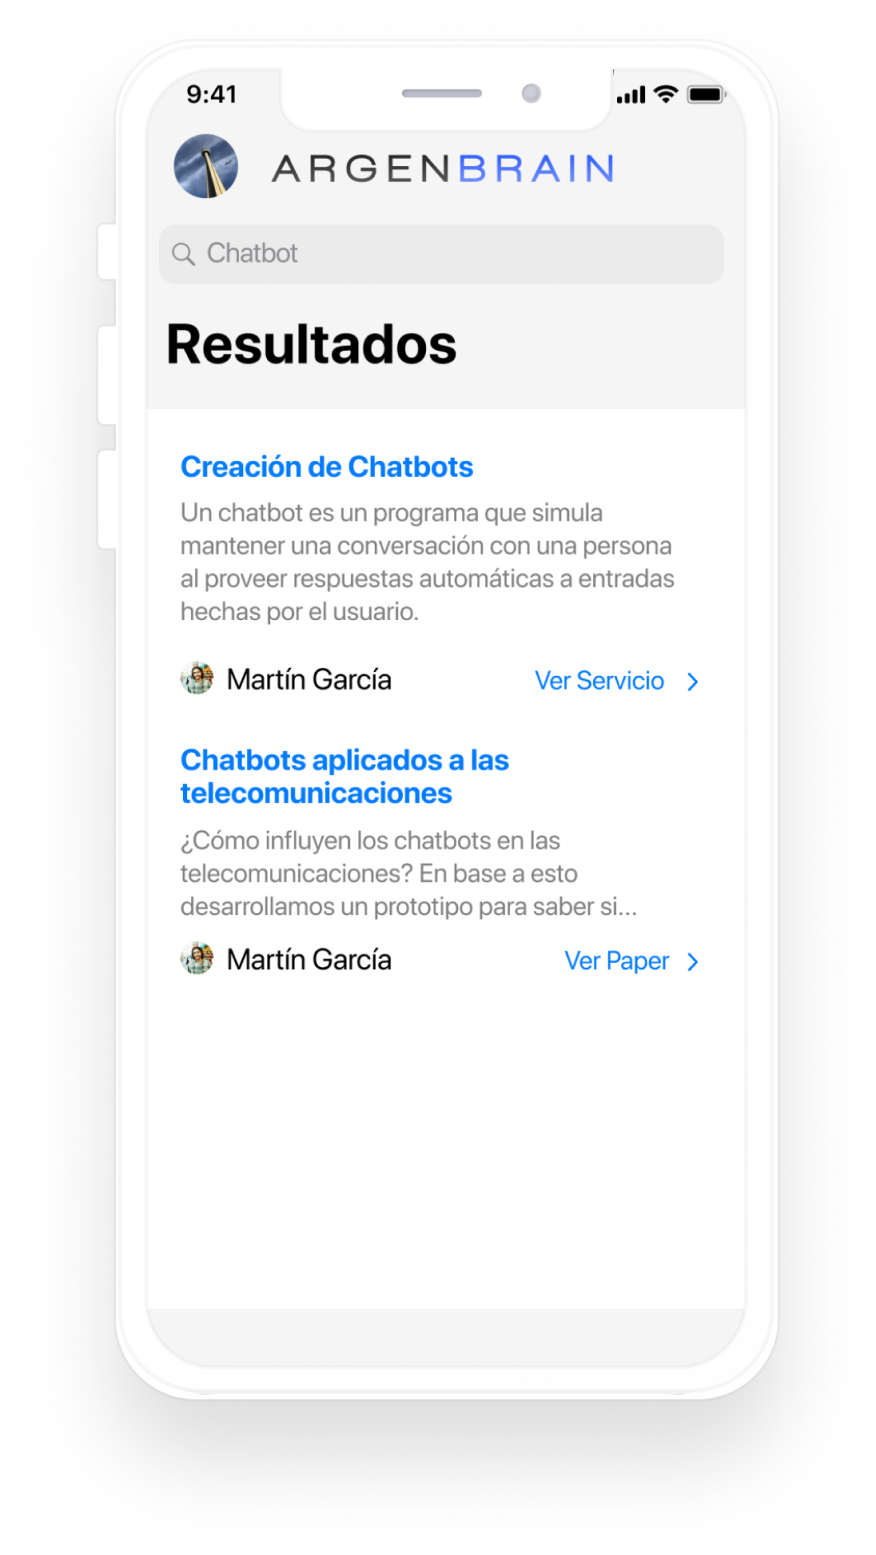 9:41
ARGENBRAIN
Chatbot
Resultados
Creación de Chatbots
Un chatbot es un programa que simula
mantener una conversación con una persona
al proveer respuestas automáticas a entradas
hechas por el usuario.
Martín García
Ver Servicio
Chatbots aplicados a las
telecomunicaciones
¿Cómo influyen los chatbots en las
telecomunicaciones? En base a esto
desarrollamos un prototipo para saber si...
Martín García
Ver Paper